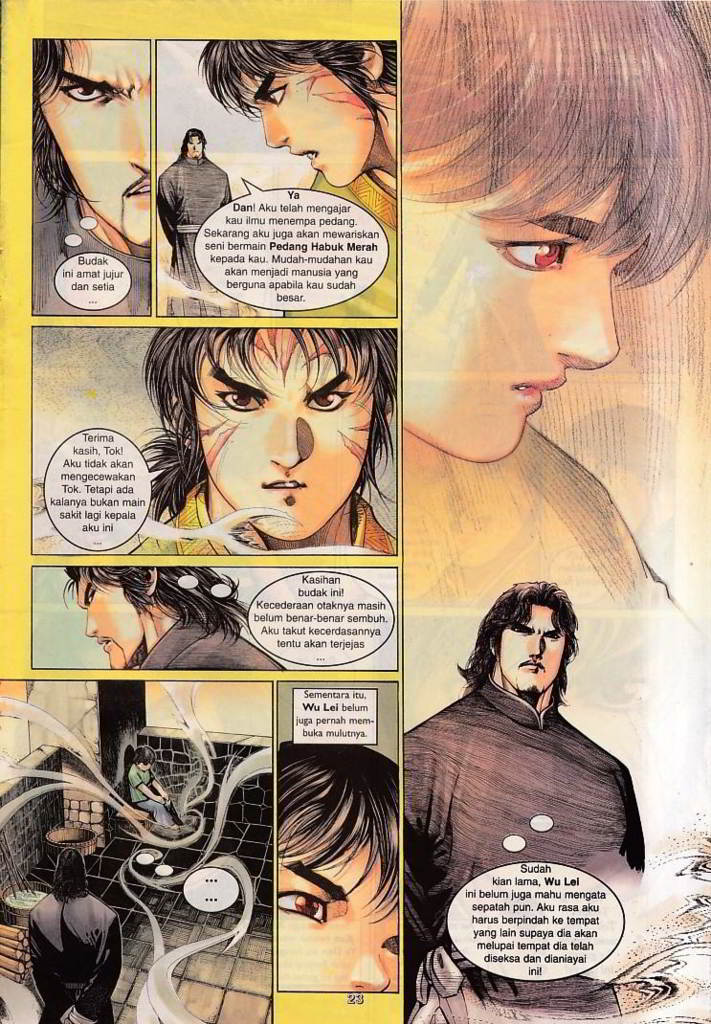 Budak
ini amat jujur
dan setia
...
Ya
Dan! Aku telah mengajar
kau ilmu menempa pedang.
Sekarang aku juga akan mewariskan
seni bermain Pedang Habuk Merah
kepada kau. Mudah-mudahan kau
akan menjadi manusia yang
berguna apabila kau sudah
besar.
Terima
kasih, Tok!
Aku tidak akan
mengecewakan
Tok. Tetapi ada
kalanya bukan main
sakit lagi kepala
aku ini
...
Kasihan
budak ini!
Kecederaan otaknya masih
belum benar-benar sembuh.
Aku takut kecerdasannya
tentu akan terjejas
...
...
...
Sementara itu,
Wu Lei belum
juga pernah mem-
buka mulutnya.
Sudah
kian lama, Wu Lei
ini belum juga mahu mengata
sepatah pun. Aku rasa aku
harus berpindah ke tempat
yang lain supaya dia akan
melupai tempat dia telah
diseksa dan dianiayai
ini!
23